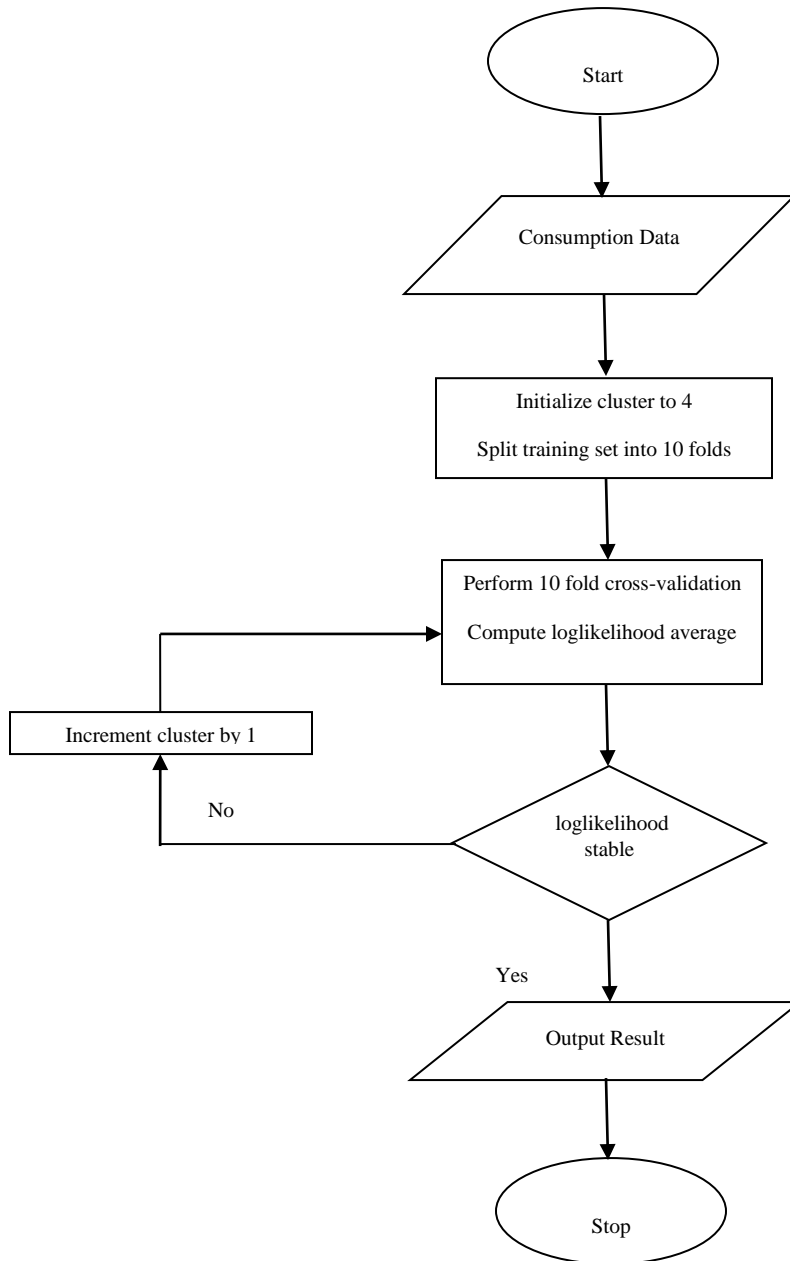 Start
Consumption Data
Initialize cluster to 4
Split training set into 10 folds
Perform 10 fold cross-validation
Compute loglikelihood average
Increment cluster by 1
No
loglikelihood
stable
Yes
Output Result
Stop